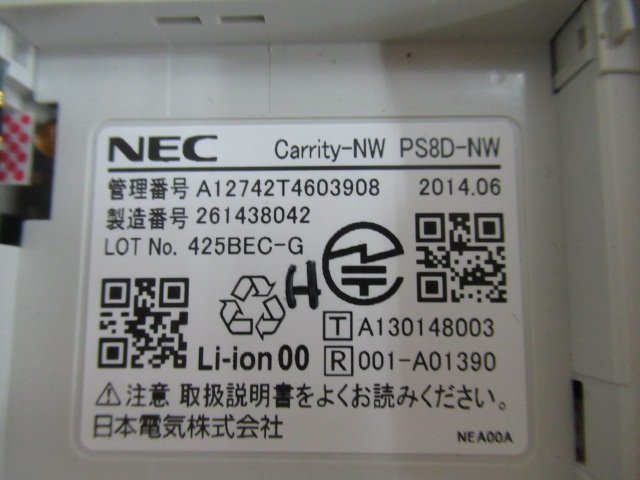 NEC Carrity-NW PS8D-NW
管理番号 A12742T4603908 2014.06
製造番号 261438042
LOT No. 425BEC-G
H
T A130148003
Li-ion00 R 001-A01390
⚠注意 取扱説明書をよくお読みください。
日本電気株式会社 NEA00A